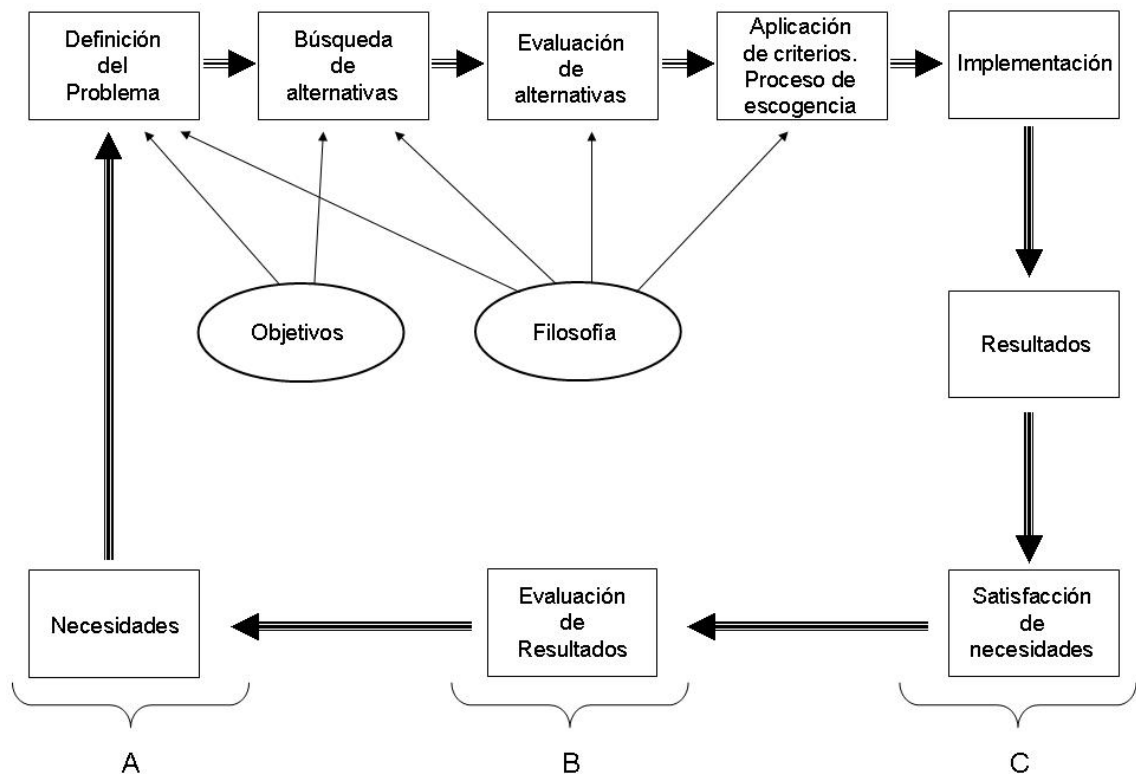 Definición
del
Problema
Búsqueda
de
alternativas
Evaluación
de
alternativas
Aplicación
de criterios.
Proceso de
escogencia
Implementación
Objetivos
Filosofía
Resultados
Necesidades
Evaluación
de
Resultados
Satisfacción
de
necesidades
A
B
C